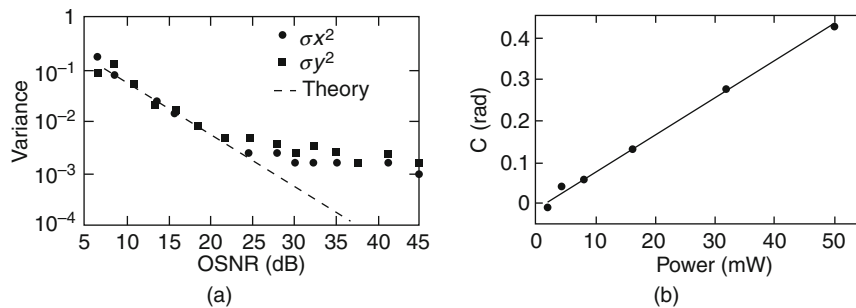 1
10⁻¹
10⁻²
10⁻³
10⁻⁴
Variance
σx²
σy²
Theory
5 10 15 20 25 30 35 40 45
OSNR (dB)
(a)
0.4
0.3
0.2
0.1
0
C (rad)
0 10 20 30 40 50
Power (mW)
(b)